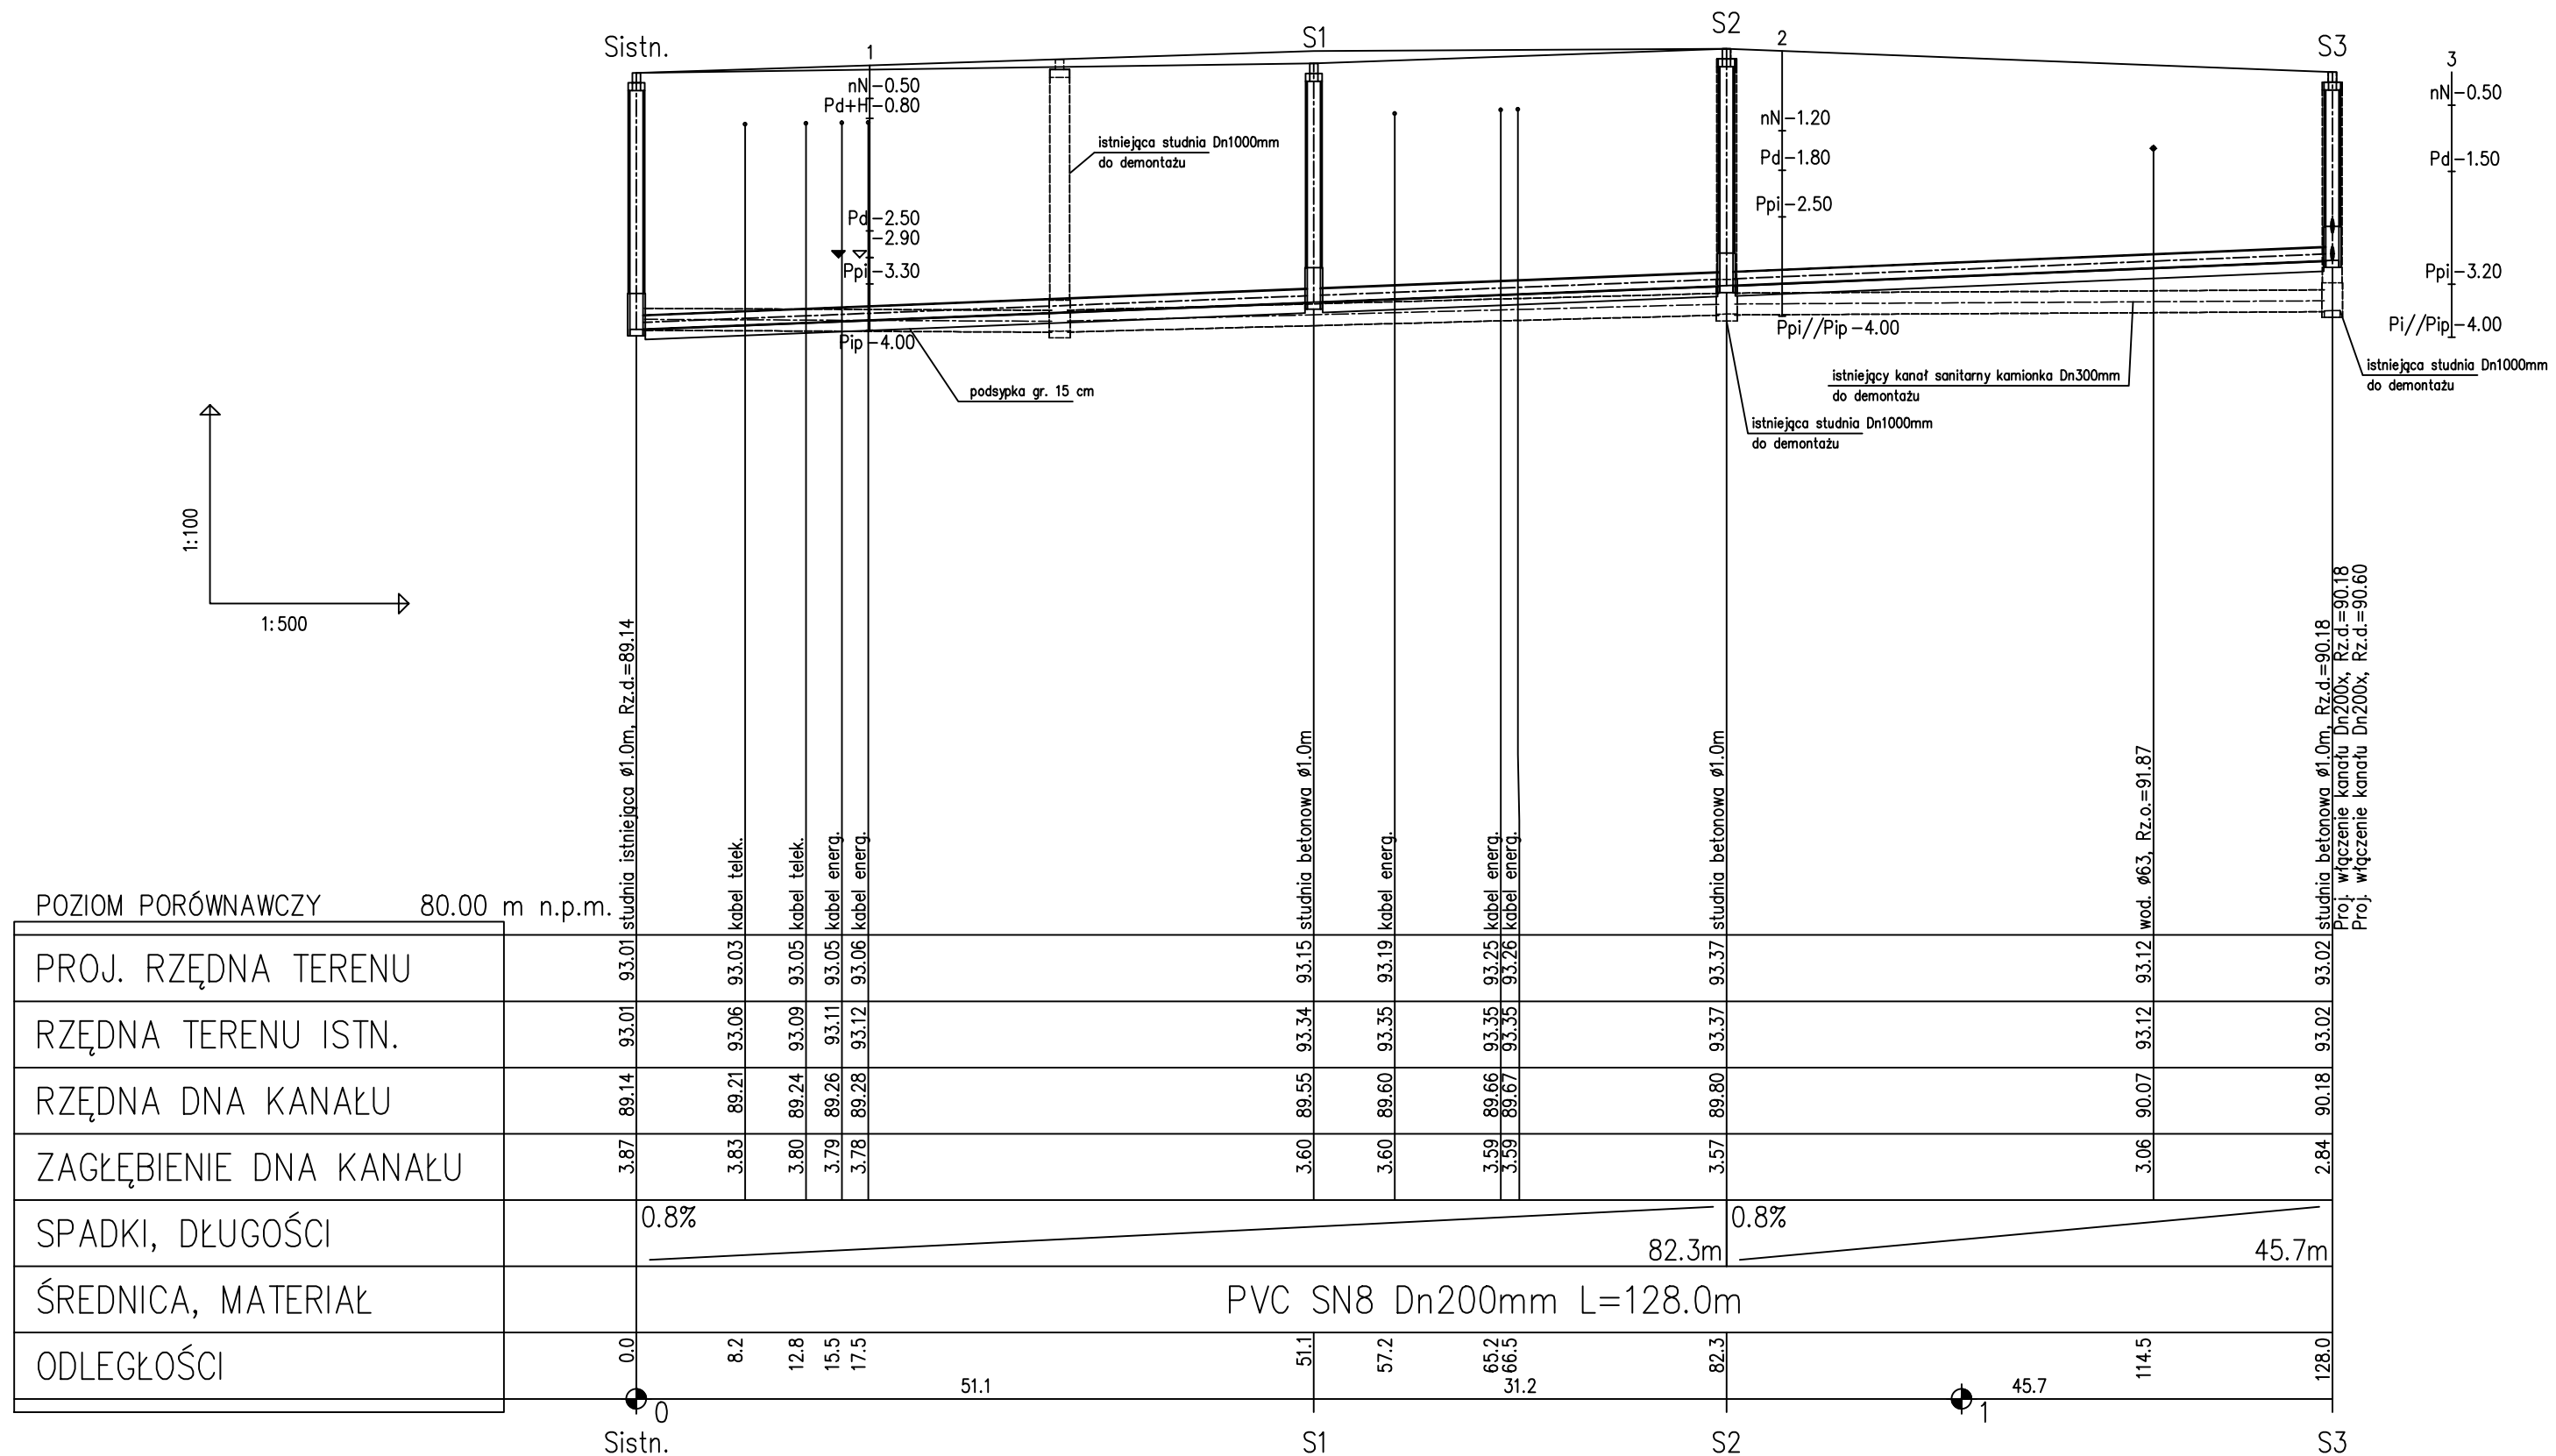 Sistn.
S1
S2
S3
1
nN -0.50
Pd+H -0.80
Pd -2.50
-2.90
Ppi -3.30
Pip -4.00
istniejąca studnia Dn1000mm
do demontażu
podsypka gr. 15 cm
2
nN -1.20
Pd -1.80
Ppi -2.50
Ppi//Pip -4.00
istniejący kanał sanitarny kamionka Dn300mm
do demontażu
istniejąca studnia Dn1000mm
do demontażu
3
nN -0.50
Pd -1.50
Ppi -3.20
Pi//Pip -4.00
istniejąca studnia Dn1000mm
do demontażu
1:100
1:500
studnia istniejąca ø1.0m, Rz.d.=89.14
kabel telek.
kabel telek.
kabel energ.
kabel energ.
studnia betonowa ø1.0m
kabel energ.
kabel energ.
kabel energ.
studnia betonowa ø1.0m
wod. ø63, Rz.o.=91.87
studnia betonowa ø1.0m, Rz.d.=90.18
Proj. włączenie kanału Dn200x, Rz.d.=90.18
Proj. włączenie kanału Dn200x, Rz.d.=90.60
POZIOM PORÓWNAWCZY 80.00 m n.p.m.
PROJ. RZĘDNA TERENU 93.01 93.03 93.05 93.05 93.06 93.15 93.19 93.25 93.26 93.37 93.12 93.02
RZĘDNA TERENU ISTN. 93.01 93.06 93.09 93.11 93.12 93.34 93.35 93.35 93.35 93.37 93.12 93.02
RZĘDNA DNA KANAŁU 89.14 89.21 89.24 89.26 89.28 89.55 89.60 89.66 89.67 89.80 90.07 90.18
ZAGŁĘBIENIE DNA KANAŁU 3.87 3.83 3.80 3.79 3.78 3.60 3.60 3.59 3.59 3.57 3.06 2.84
SPADKI, DŁUGOŚCI 0.8% 82.3m 0.8% 45.7m
ŚREDNICA, MATERIAŁ PVC SN8 Dn200mm L=128.0m
ODLEGŁOŚCI 0.0 8.2 12.8 15.5 17.5 51.1 57.2 65.2 66.5 82.3 114.5 128.0
51.1 31.2 45.7
0 1
Sistn. S1 S2 S3